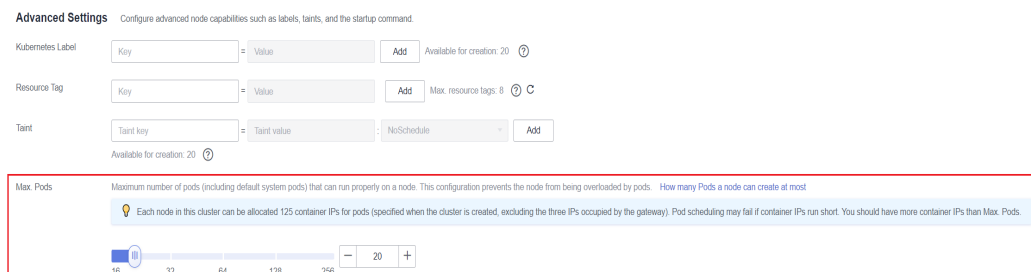 Advanced Settings Configure advanced node capabilities such as labels, taints, and the startup command.
Kubernetes Label Key = Value Add Available for creation: 20 ?
Resource Tag Key = Value Add Max. resource tags: 8 ?
Taint Taint key = Taint value : NoSchedule Add
Available for creation: 20 ?
Max. Pods Maximum number of pods (including default system pods) that can run properly on a node. This configuration prevents the node from being overloaded by pods. How many Pods a node can create at most
Each node in this cluster can be allocated 125 container IPs for pods (specified when the cluster is created, excluding the three IPs occupied by the gateway). Pod scheduling may fail if container IPs run short. You should have more container IPs than Max. Pods.
− 20 +
16 32 64 128 256